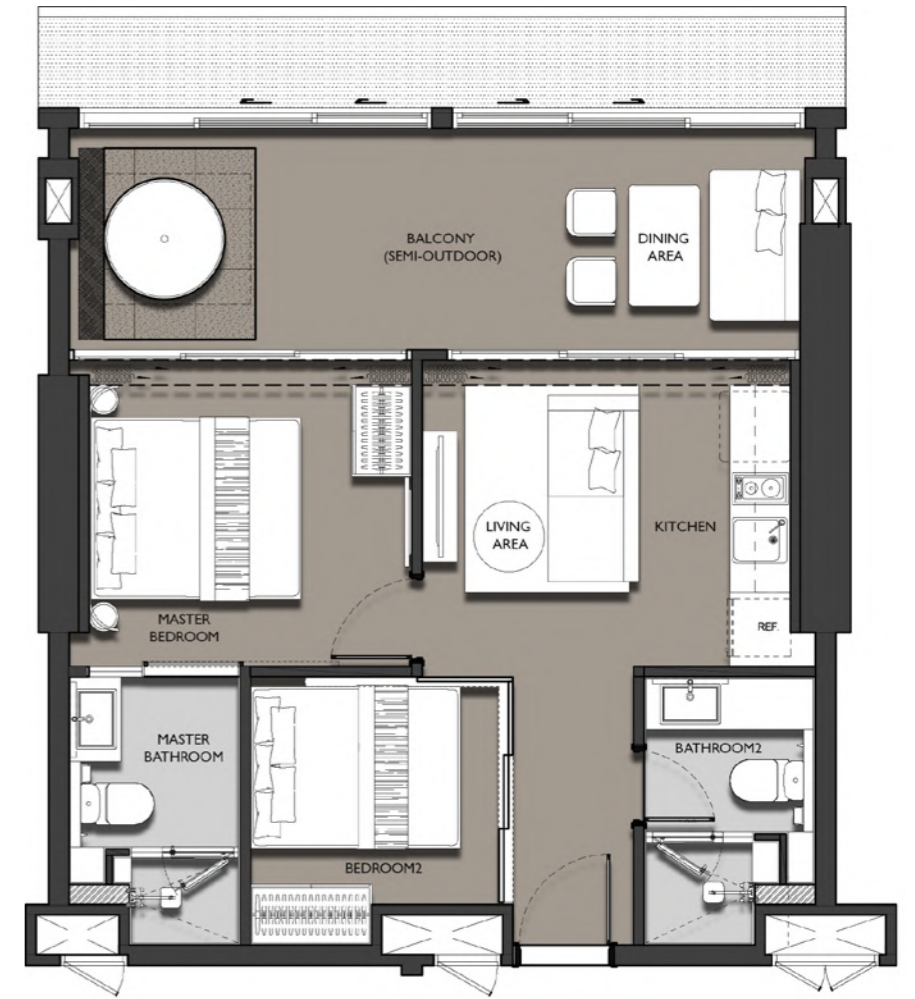 BALCONY
(SEMI-OUTDOOR)
DINING
AREA
LIVING
AREA
KITCHEN
REF.
MASTER
BEDROOM
MASTER
BATHROOM
BATHROOM2
BEDROOM2